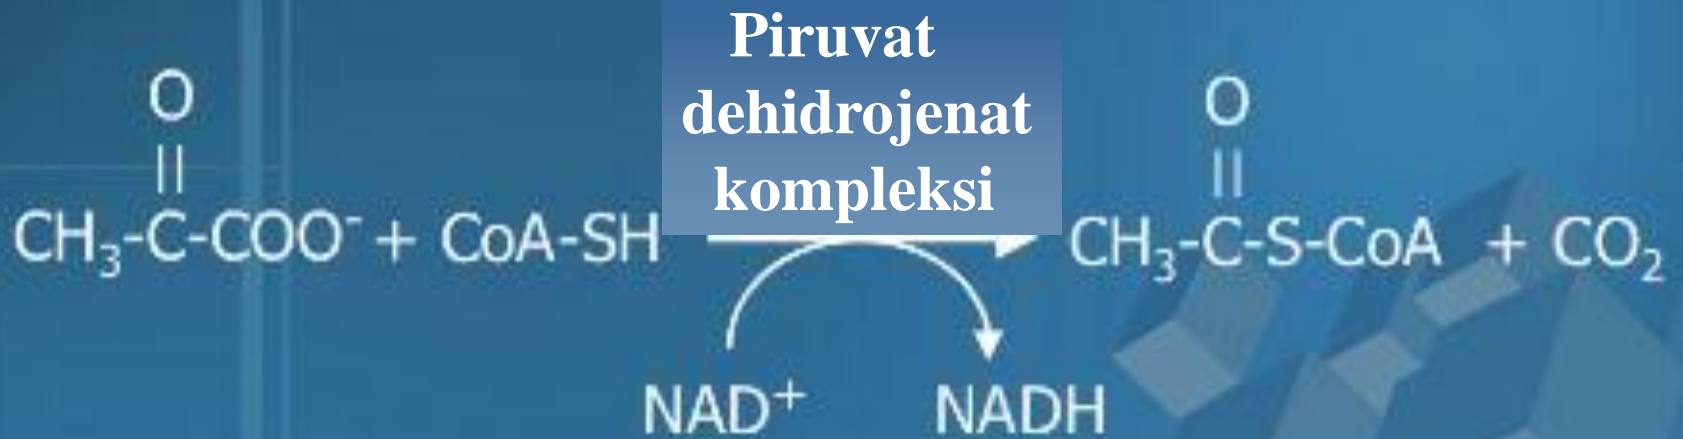 Piruvat
dehidrojenat
kompleksi
O
||
CH₃-C-COO⁻ + CoA-SH
O
||
CH₃-C-S-CoA + CO₂
NAD⁺ NADH